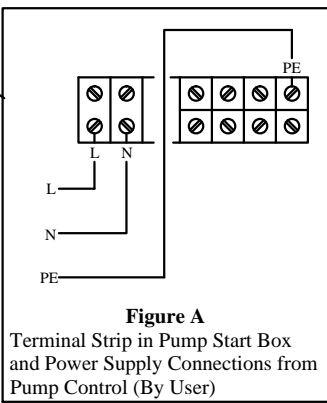 PE
L N
L
N
PE
Figure A
Terminal Strip in Pump Start Box
and Power Supply Connections from
Pump Control (By User)